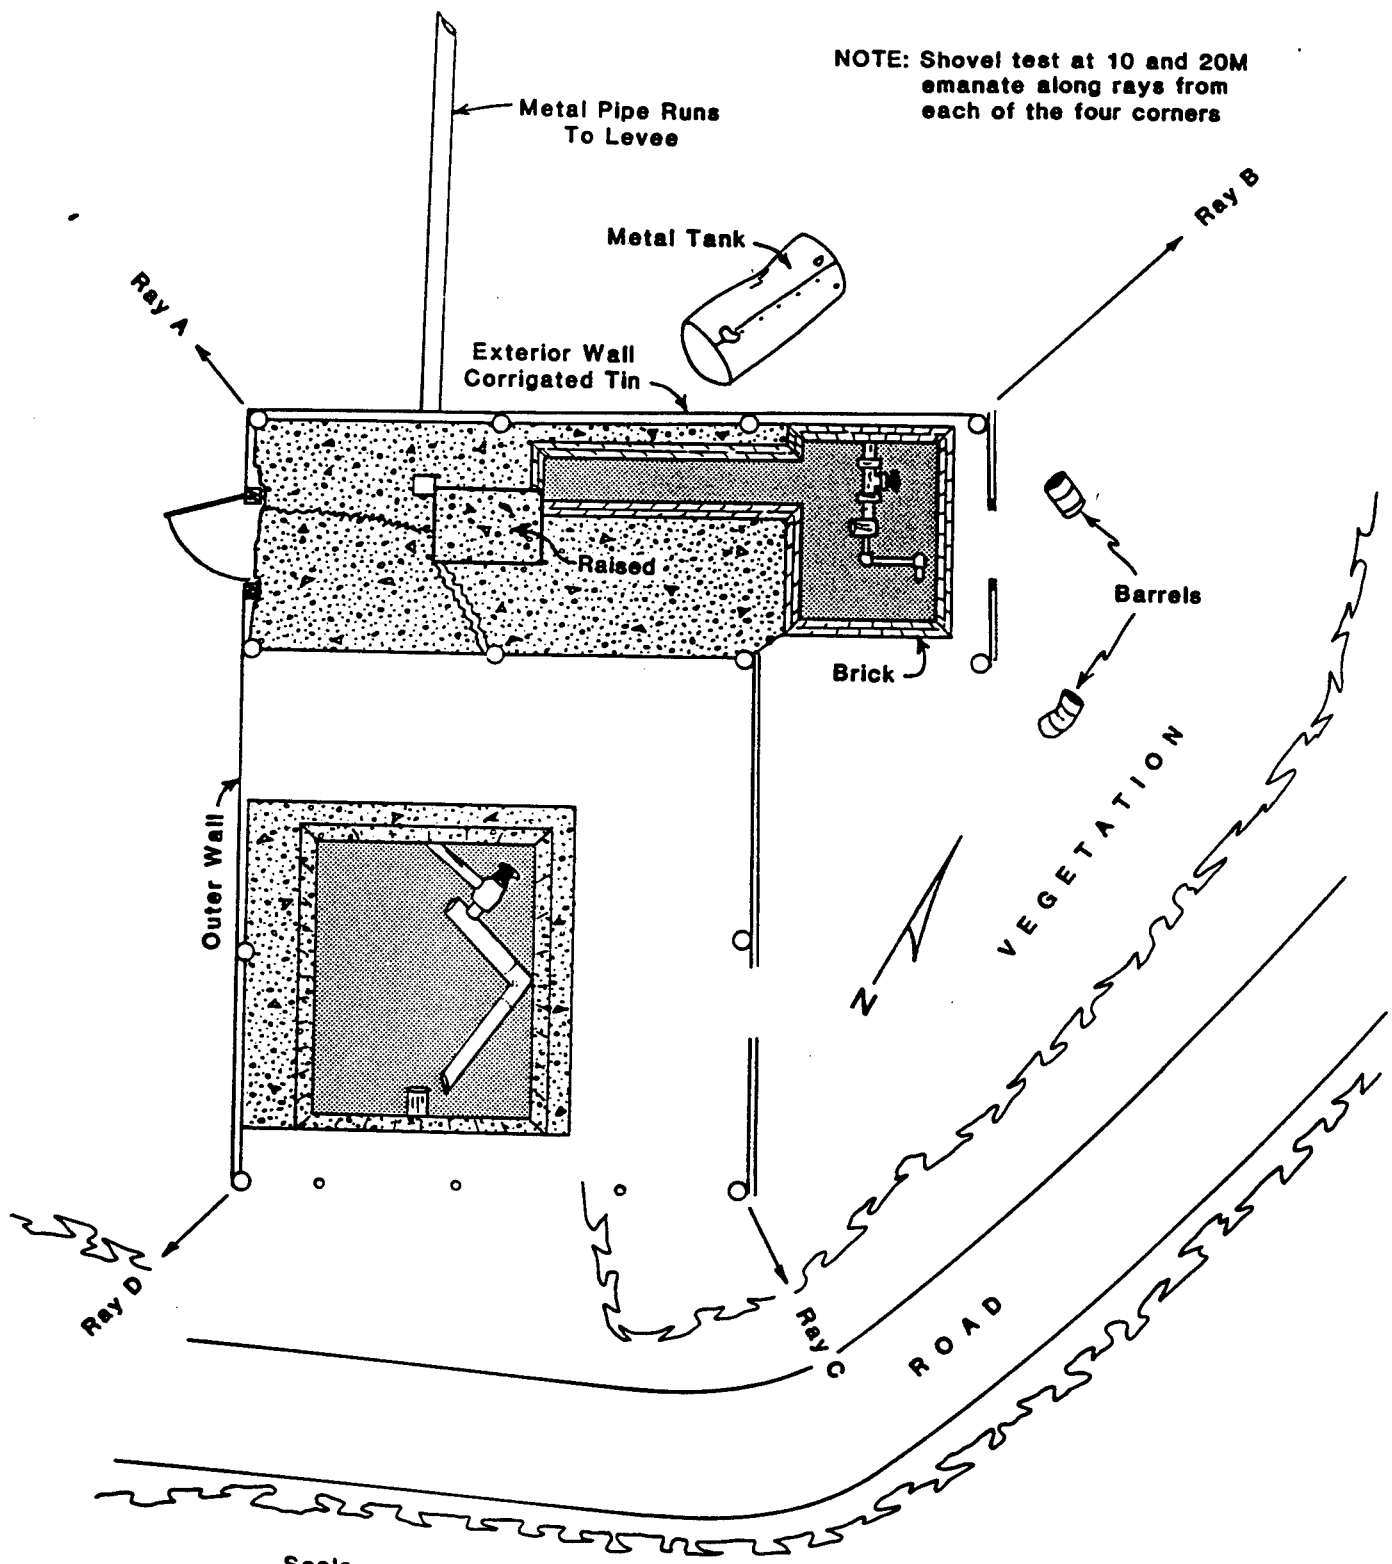 NOTE: Shovel test at 10 and 20M
emanate along rays from
each of the four corners
Metal Pipe Runs
To Levee
Ray B
Metal Tank
Ray A
Exterior Wall
Corrigated Tin
Raised
Barrels
Brick
VEGETATION
Outer Wall
N
Ray D
Ray C
ROAD
Scale